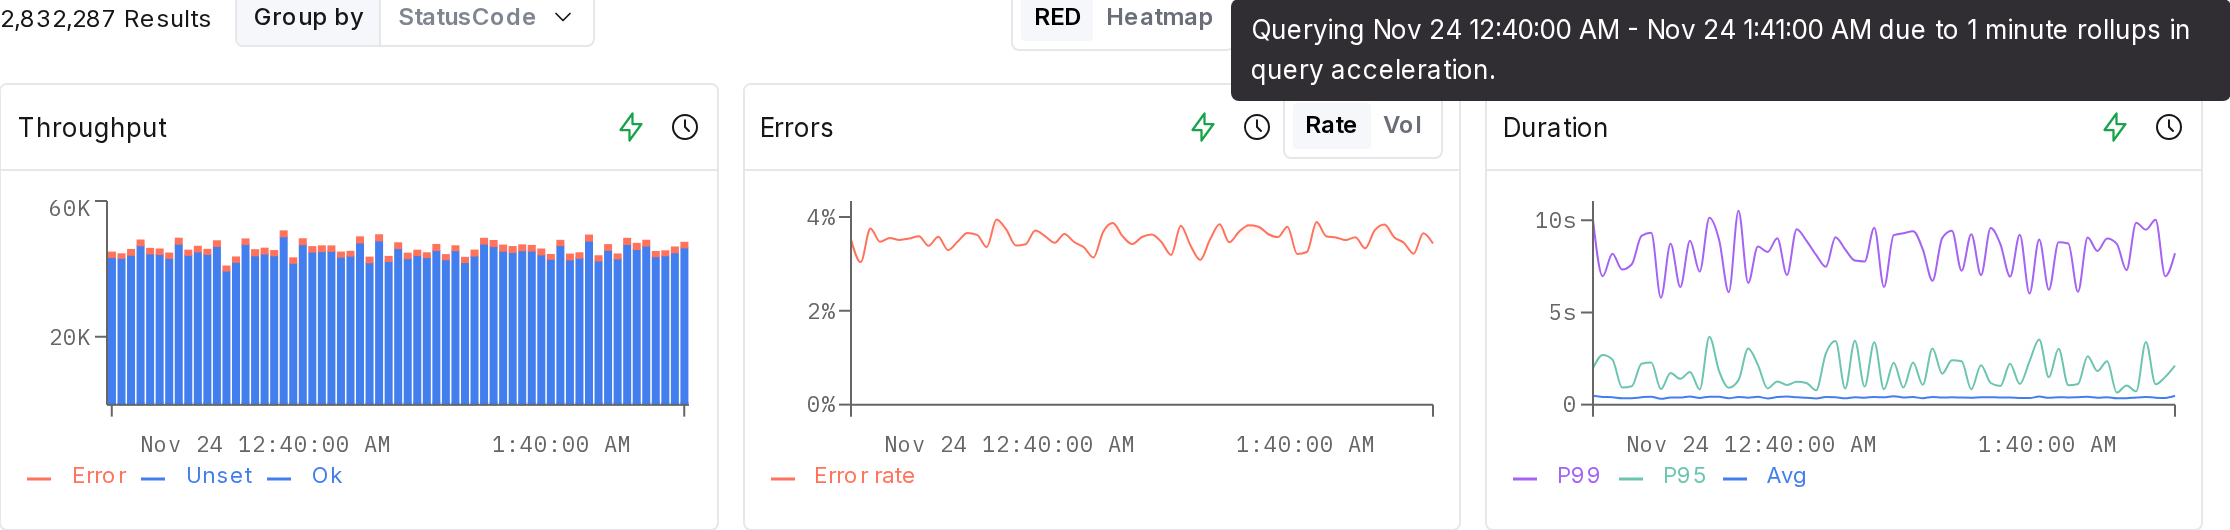 2,832,287 Results
Group by
StatusCode
RED
Heatmap
Querying Nov 24 12:40:00 AM - Nov 24 1:41:00 AM due to 1 minute rollups in
query acceleration.
Throughput
60K
20K
Nov 24 12:40:00 AM
1:40:00 AM
Error
Unset
Ok
Errors
Rate
Vol
4%
2%
0%
Nov 24 12:40:00 AM
1:40:00 AM
Error rate
Duration
10s
5s
0
Nov 24 12:40:00 AM
1:40:00 AM
P99
P95
Avg